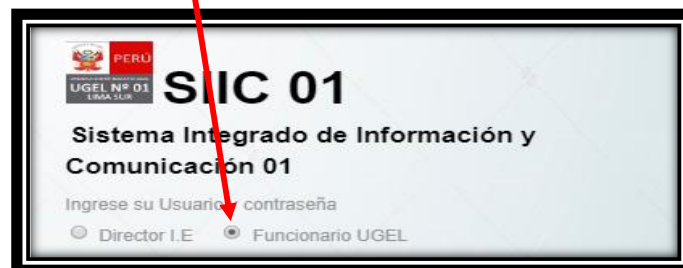 PERÚ
UGEL Nº 01
LIMA SUR
SIIC 01
Sistema Integrado de Información y
Comunicación 01
Ingrese su Usuario y contraseña
Director I.E Funcionario UGEL